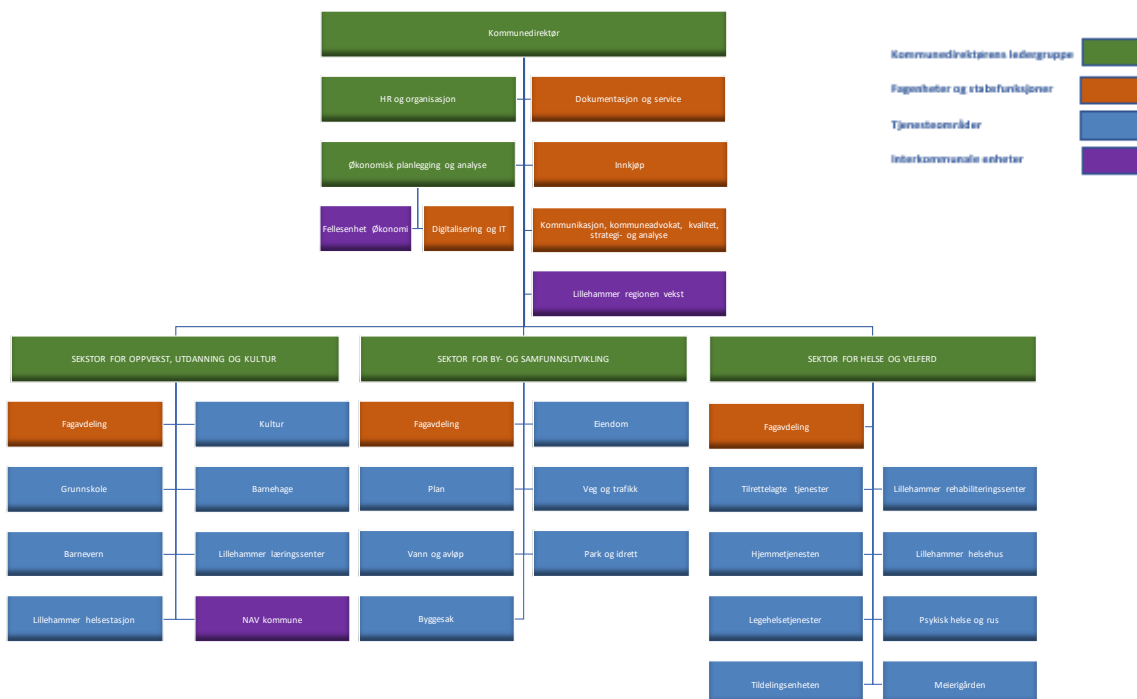 Kommunedirektør
Kommunedirektørens ledergruppe
Fagenheter og stabsfunksjoner
Tjenesteområder
Interkommunale enheter
HR og organisasjon
Dokumentasjon og service
Økonomisk planlegging og analyse
Innkjøp
Fellesenhet Økonomi
Digitalisering og IT
Kommunikasjon, kommuneadvokat, kvalitet,
strategi- og analyse
Lillehammer regionen vekst
SEKSTOR FOR OPPVEKST, UTDANNING OG KULTUR
SEKTOR FOR BY- OG SAMFUNNSUTVIKLING
SEKTOR FOR HELSE OG VELFERD
Fagavdeling
Kultur
Grunnskole
Barnehage
Barnevern
Lillehammer læringssenter
Lillehammer helsestasjon
NAV kommune
Fagavdeling
Eiendom
Plan
Veg og trafikk
Vann og avløp
Park og idrett
Byggesak
Fagavdeling
Tilrettelagte tjenester
Lillehammer rehabiliteringssenter
Hjemmetjenesten
Lillehammer helsehus
Legehelsetjenester
Psykisk helse og rus
Tildelingsenheten
Meierigården